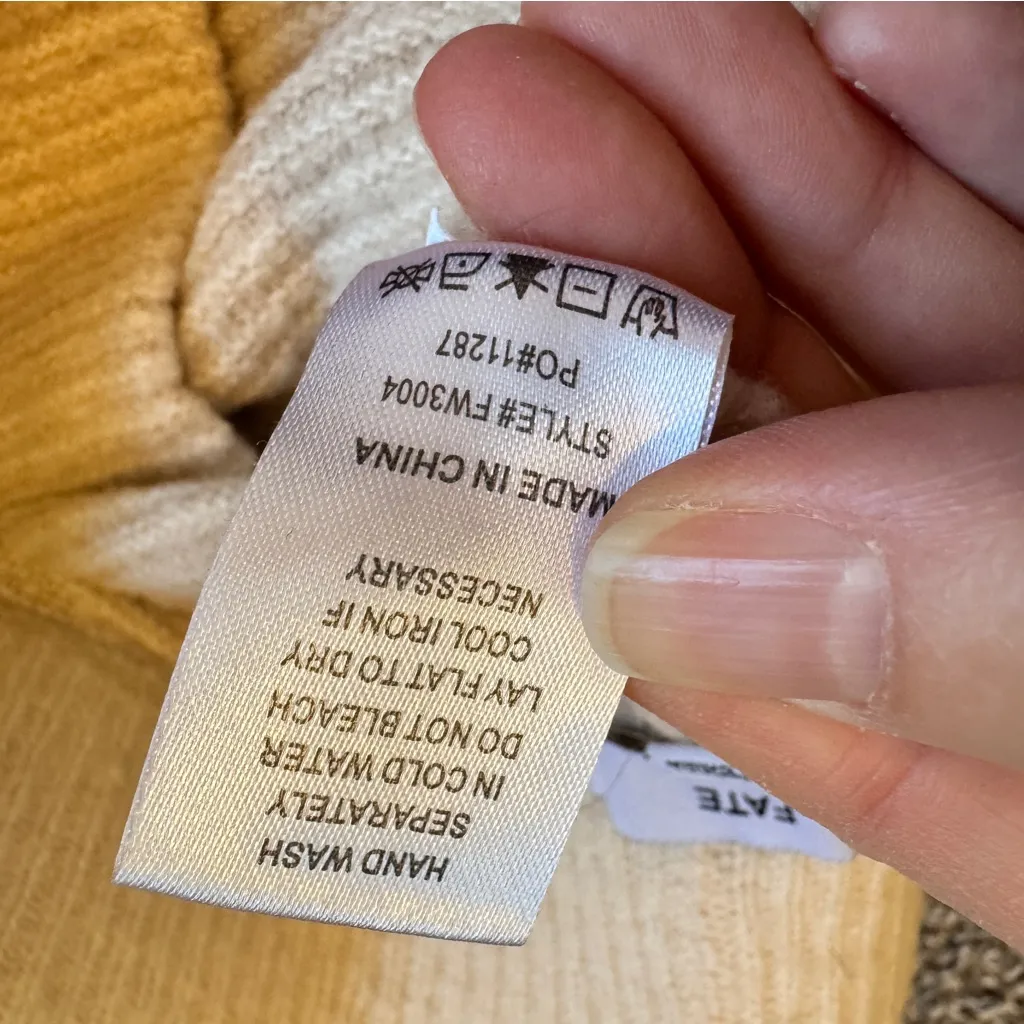 HAND WASH
SEPARATELY
IN COLD WATER
DO NOT BLEACH
LAY FLAT TO DRY
COOL IRON IF
NECESSARY
MADE IN CHINA
STYLE# FW3004
PO#11287
FATE